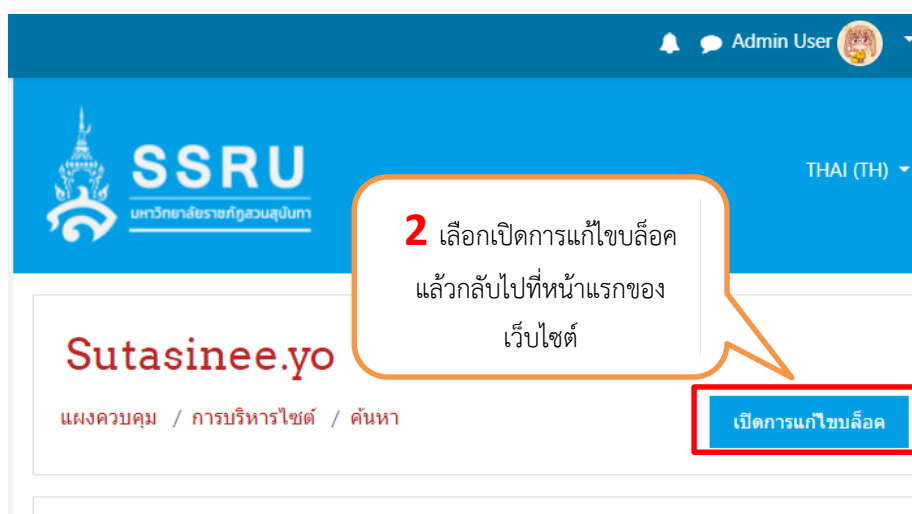 Admin User
SSRU
มหาวิทยาลัยราชภัฏสวนสุนันทา
THAI (TH)
2 เลือกเปิดการแก้ไขบล็อค
แล้วกลับไปที่หน้าแรกของ
เว็บไซต์
Sutasinee.yo
แผงควบคุม / การบริหารไซต์ / ค้นหา
เปิดการแก้ไขบล็อค